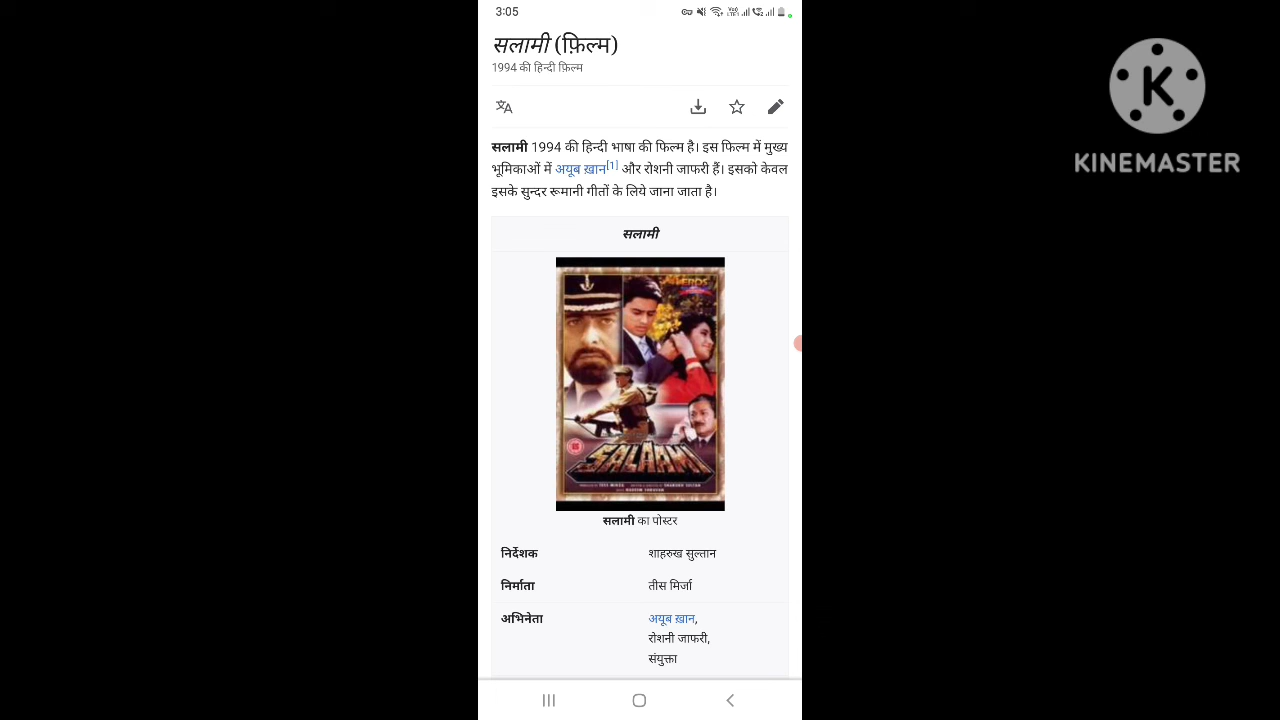 3:05
सलामी (फ़िल्म)
1994 की हिन्दी फ़िल्म
सलामी 1994 की हिन्दी भाषा की फिल्म है। इस फिल्म में मुख्य
भूमिकाओं में अयूब ख़ान[1] और रोशनी जाफरी हैं। इसको केवल
इसके सुन्दर रूमानी गीतों के लिये जाना जाता है।
सलामी
EROS
SALAAMI
सलामी का पोस्टर
निर्देशक शाहरुख सुल्तान
निर्माता तीस मिर्जा
अभिनेता अयूब ख़ान,
रोशनी जाफरी,
संयुक्ता
K
KINEMASTER